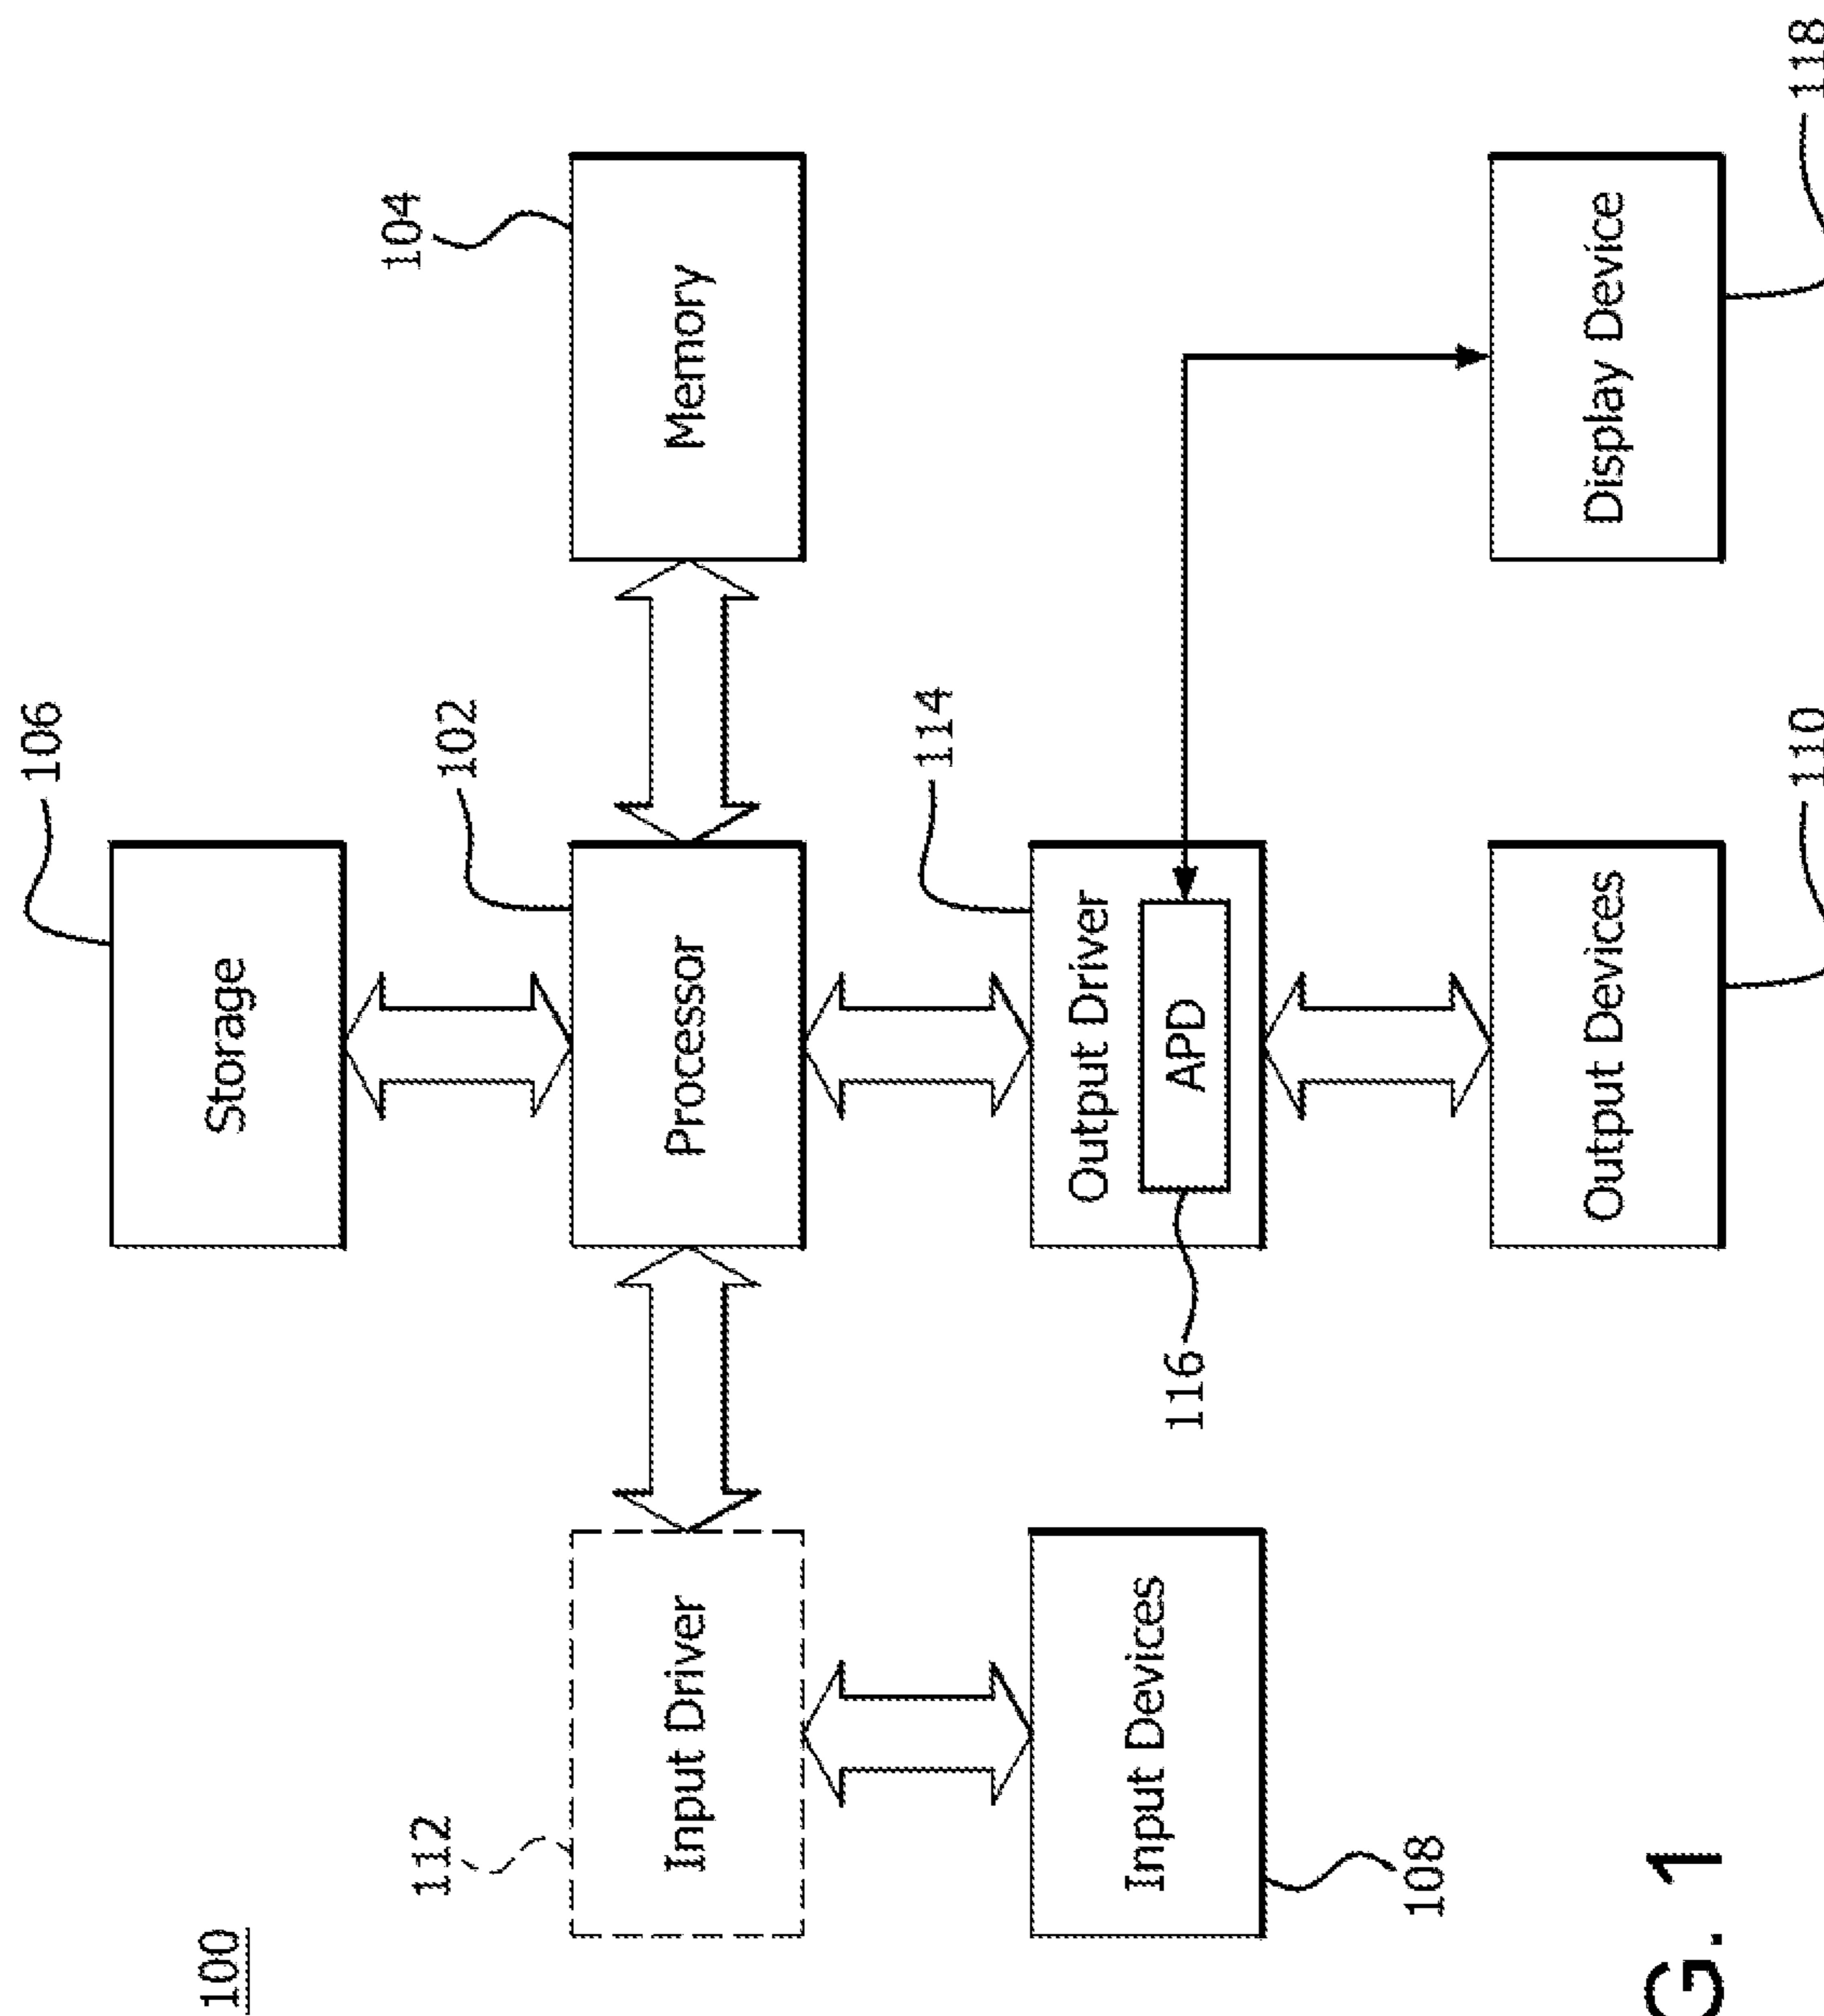 100
106
Storage
112
102
104
Input Driver
Processor
Memory
114
108
Input Devices
Output Driver
APD
116
Output Devices
110
Display Device
118
G. 1